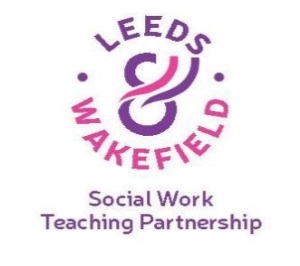 LEEDS
&
WAKEFIELD
Social Work
Teaching Partnership